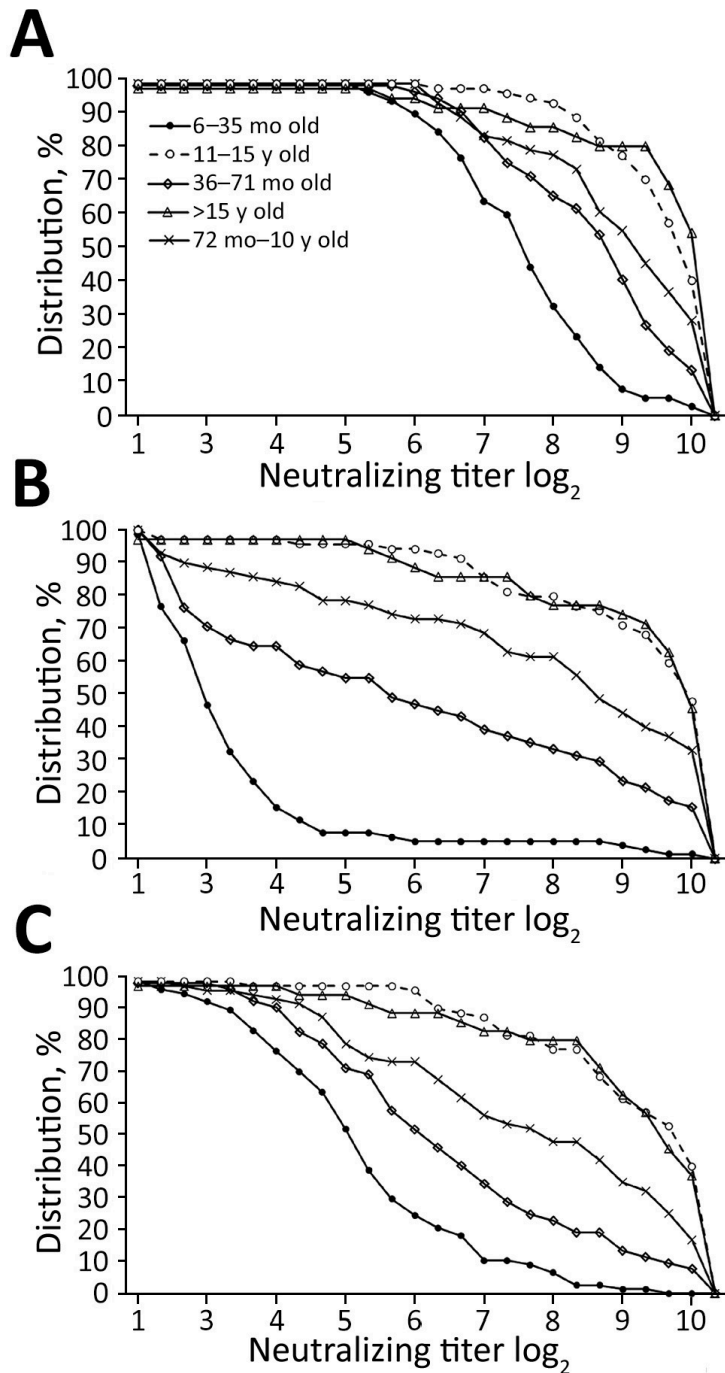 A
100
90
80
70
60
50
40
30
20
10
0
Distribution, %
6–35 mo old
11–15 y old
36–71 mo old
>15 y old
72 mo–10 y old
1 3 4 5 6 7 8 9 10
Neutralizing titer log2
B
100
90
80
70
60
50
40
30
20
10
0
Distribution, %
1 3 4 5 6 7 8 9 10
Neutralizing titer log2
C
100
90
80
70
60
50
40
30
20
10
0
Distribution, %
1 3 4 5 6 7 8 9 10
Neutralizing titer log2